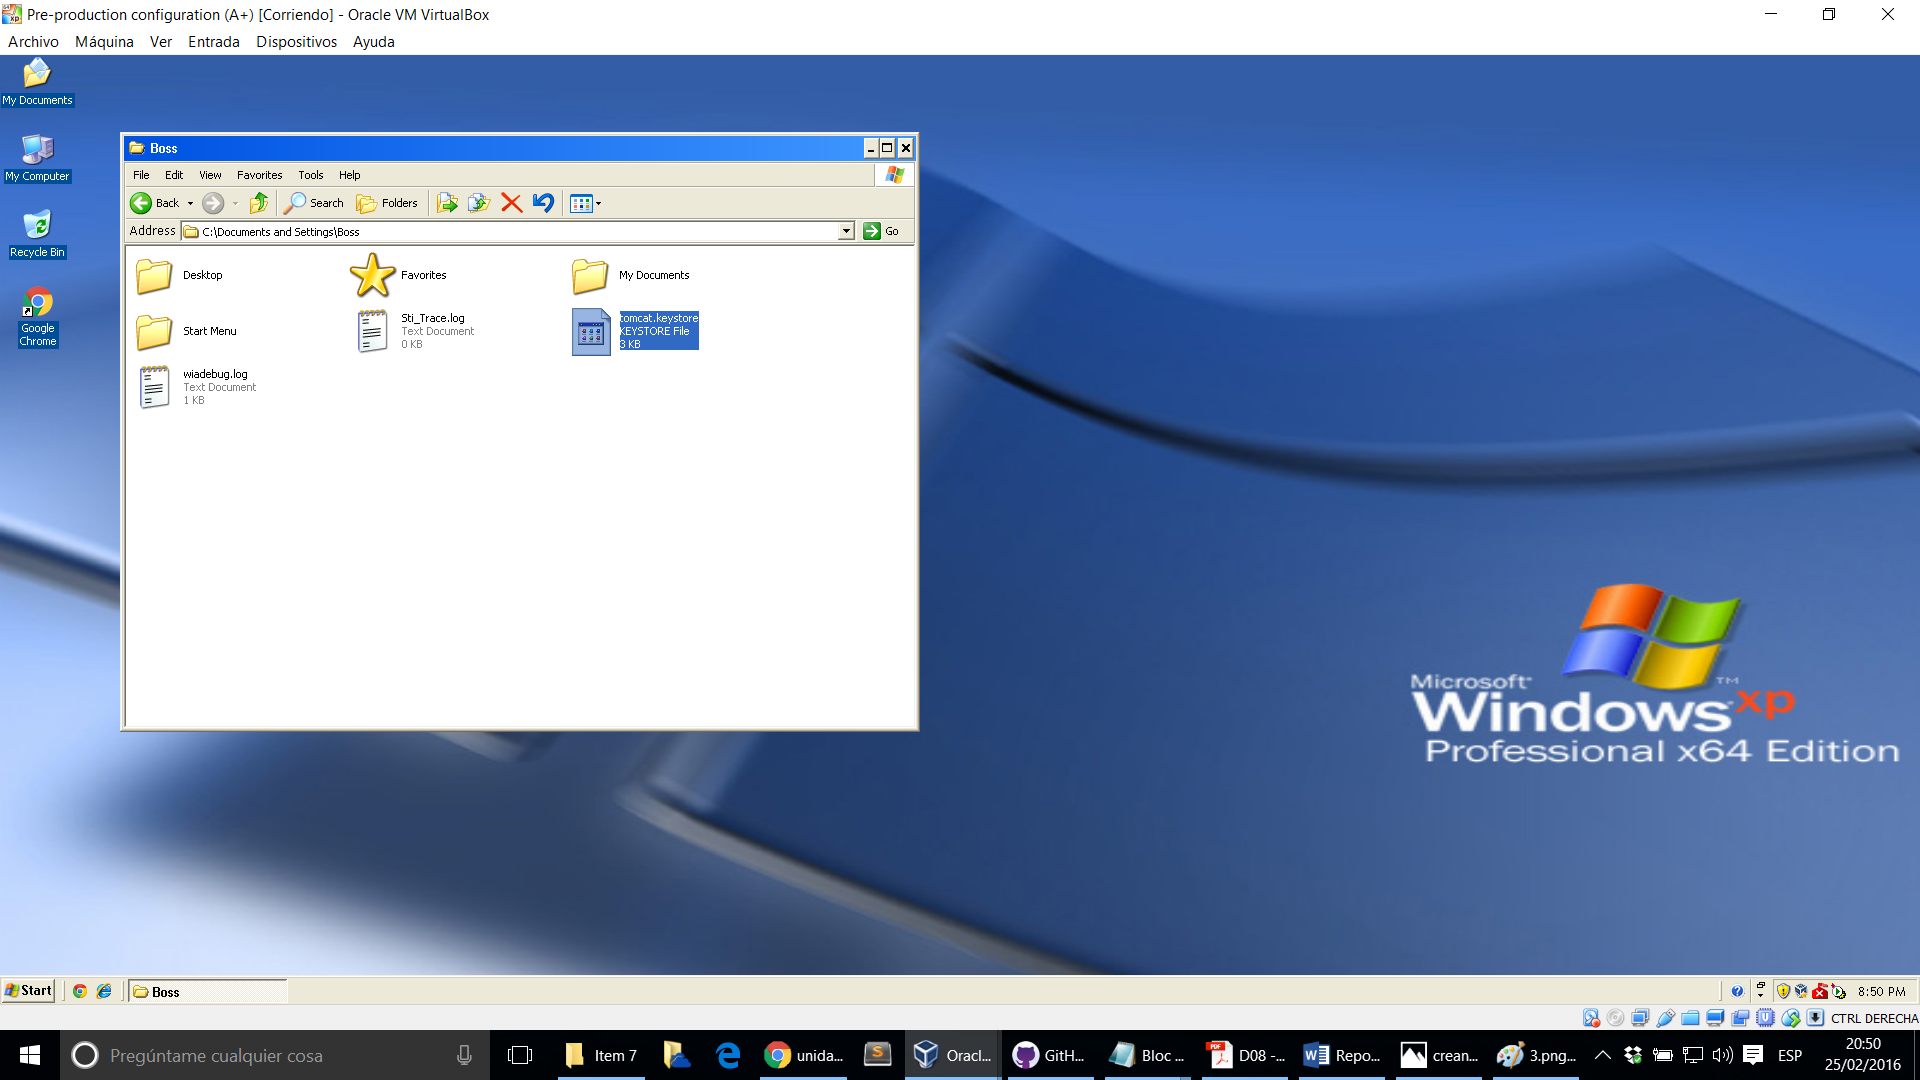 Pre-production configuration (A+) [Corriendo] - Oracle VM VirtualBox
Archivo Máquina Ver Entrada Dispositivos Ayuda
My Documents
My Computer
Recycle Bin
Google
Chrome
Boss
File Edit View Favorites Tools Help
Back Search Folders
Address C:\Documents and Settings\Boss Go
Desktop
Favorites
My Documents
Start Menu
Sti_Trace.log
Text Document
0 KB
tomcat.keystore
KEYSTORE File
3 KB
wiadebug.log
Text Document
1 KB
Microsoft
Windows xp TM
Professional x64 Edition
Start Boss 8:50 PM
CTRL DERECHA
Pregúntame cualquier cosa Item 7 unida... Oracl... GitH... Bloc ... D08 -... Repo... crean... 3.png... ESP 20:50
25/02/2016